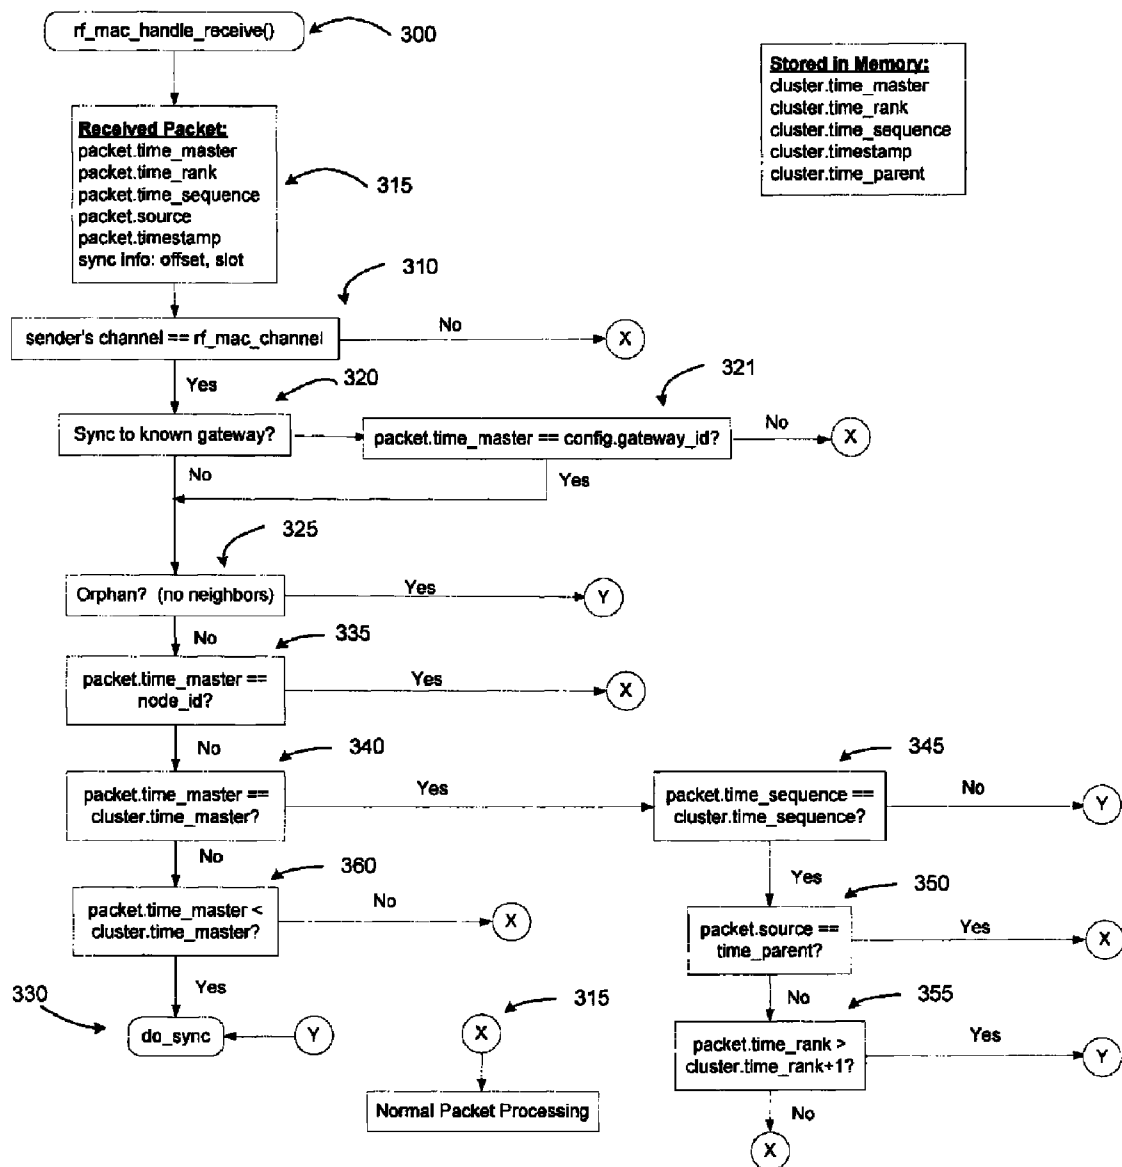 rf_mac_handle_receive()
300
Stored in Memory:
cluster.time_master
cluster.time_rank
cluster.time_sequence
cluster.timestamp
cluster.time_parent
Received Packet:
packet.time_master
packet.time_rank
packet.time_sequence
packet.source
packet.timestamp
sync info: offset, slot
315
310
sender's channel == rf_mac_channel
No
X
Yes
320
321
Sync to known gateway?
packet.time_master == config.gateway_id?
No
X
No
Yes
325
Orphan? (no neighbors)
Yes
Y
No
335
packet.time_master ==
node_id?
Yes
X
No
340
345
packet.time_master ==
cluster.time_master?
Yes
packet.time_sequence ==
cluster.time_sequence?
No
Y
No
360
Yes
350
packet.time_master <
cluster.time_master?
No
X
packet.source ==
time_parent?
Yes
X
Yes
330
315
No
355
do_sync
Y
X
packet.time_rank >
cluster.time_rank+1?
Yes
Y
Normal Packet Processing
No
X